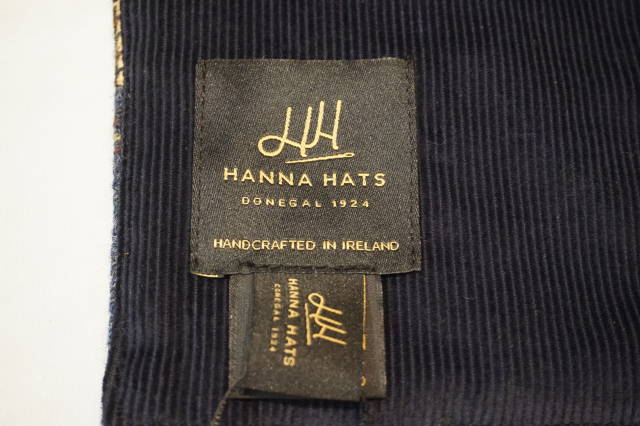 HH
HANNA HATS
DONEGAL 1924
HANDCRAFTED IN IRELAND
HH
HANNA HATS
DONEGAL 1924